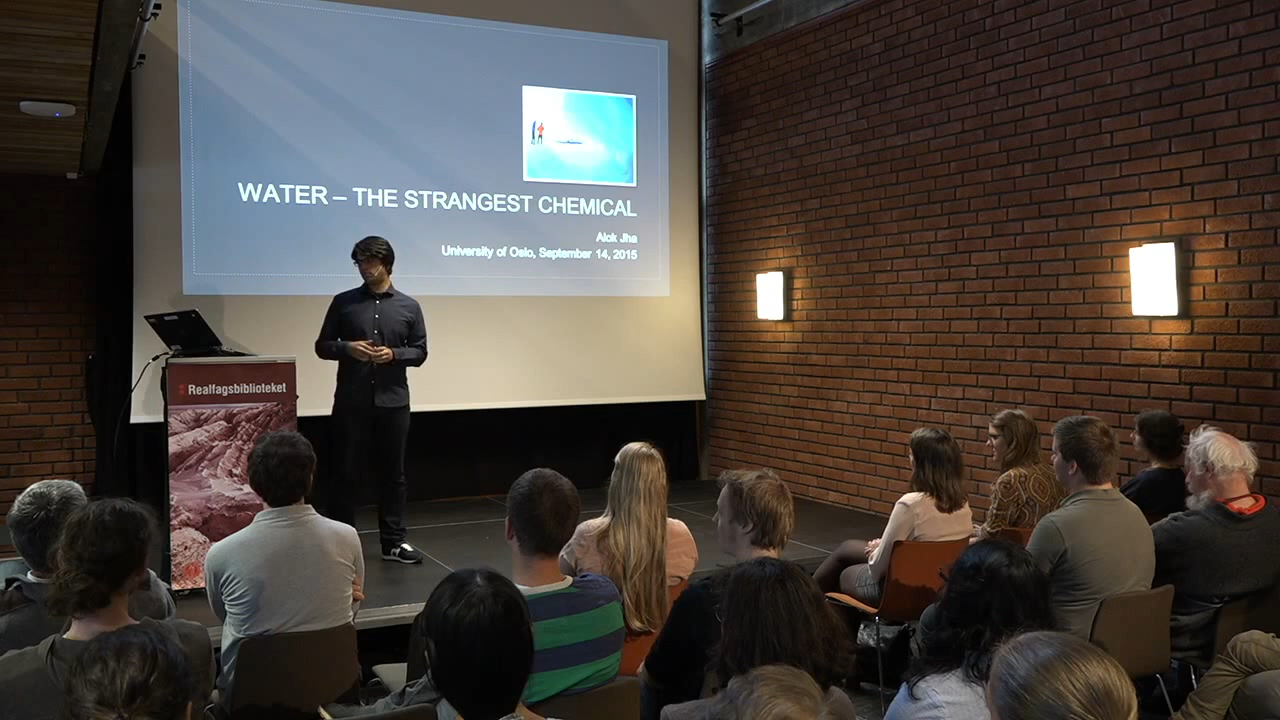 WATER – THE STRANGEST CHEMICAL
Alok Jha
University of Oslo, September 14, 2015
Realfagsbiblioteket